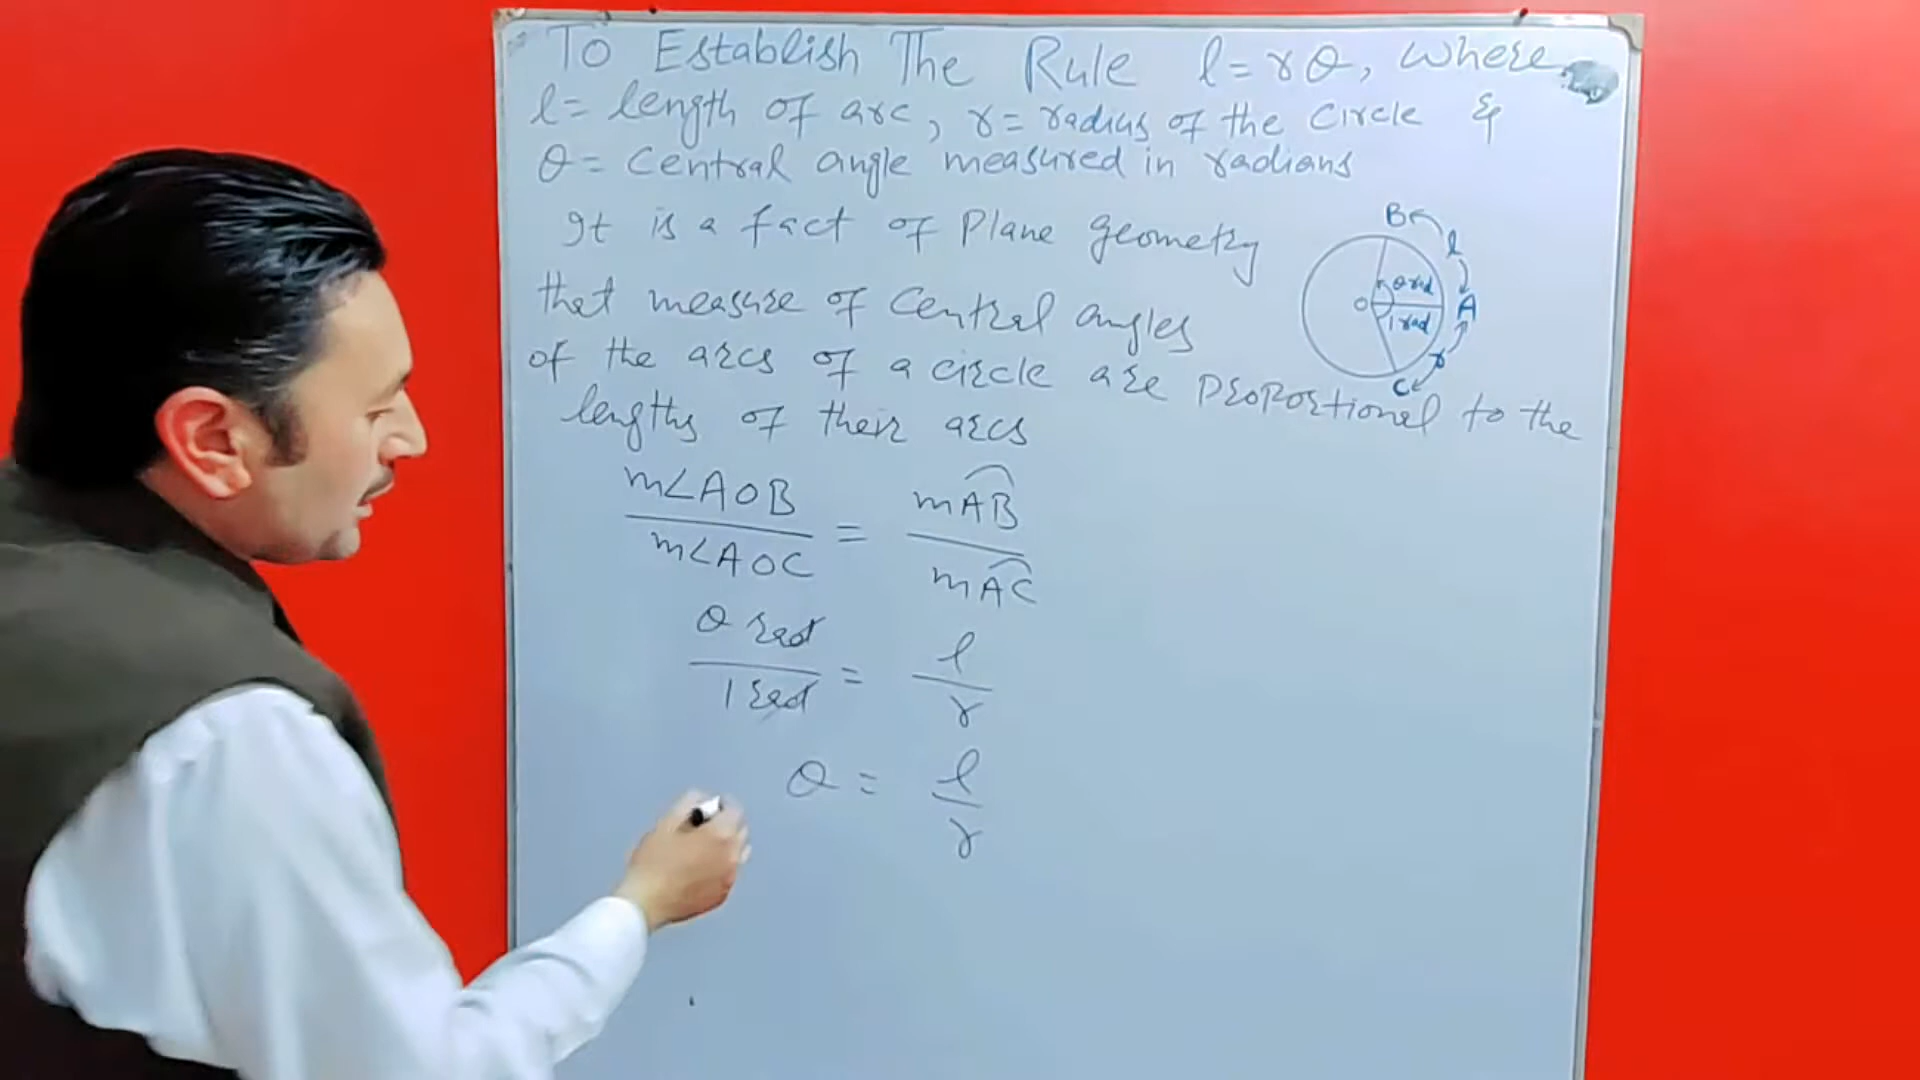 To Establish The Rule l = rθ, where
l = length of arc, r = radius of the circle &
θ = Central angle measured in radians
It is a fact of Plane geometry
that measure of Central angles
of the arcs of a circle are proportional to the
lengths of their arcs
B
l
θ rad
O
A
1 rad
r
C
m∠AOB / m∠AOC = mA͡B / mA͡C
θ rad / 1 rad = l / r
θ = l / r